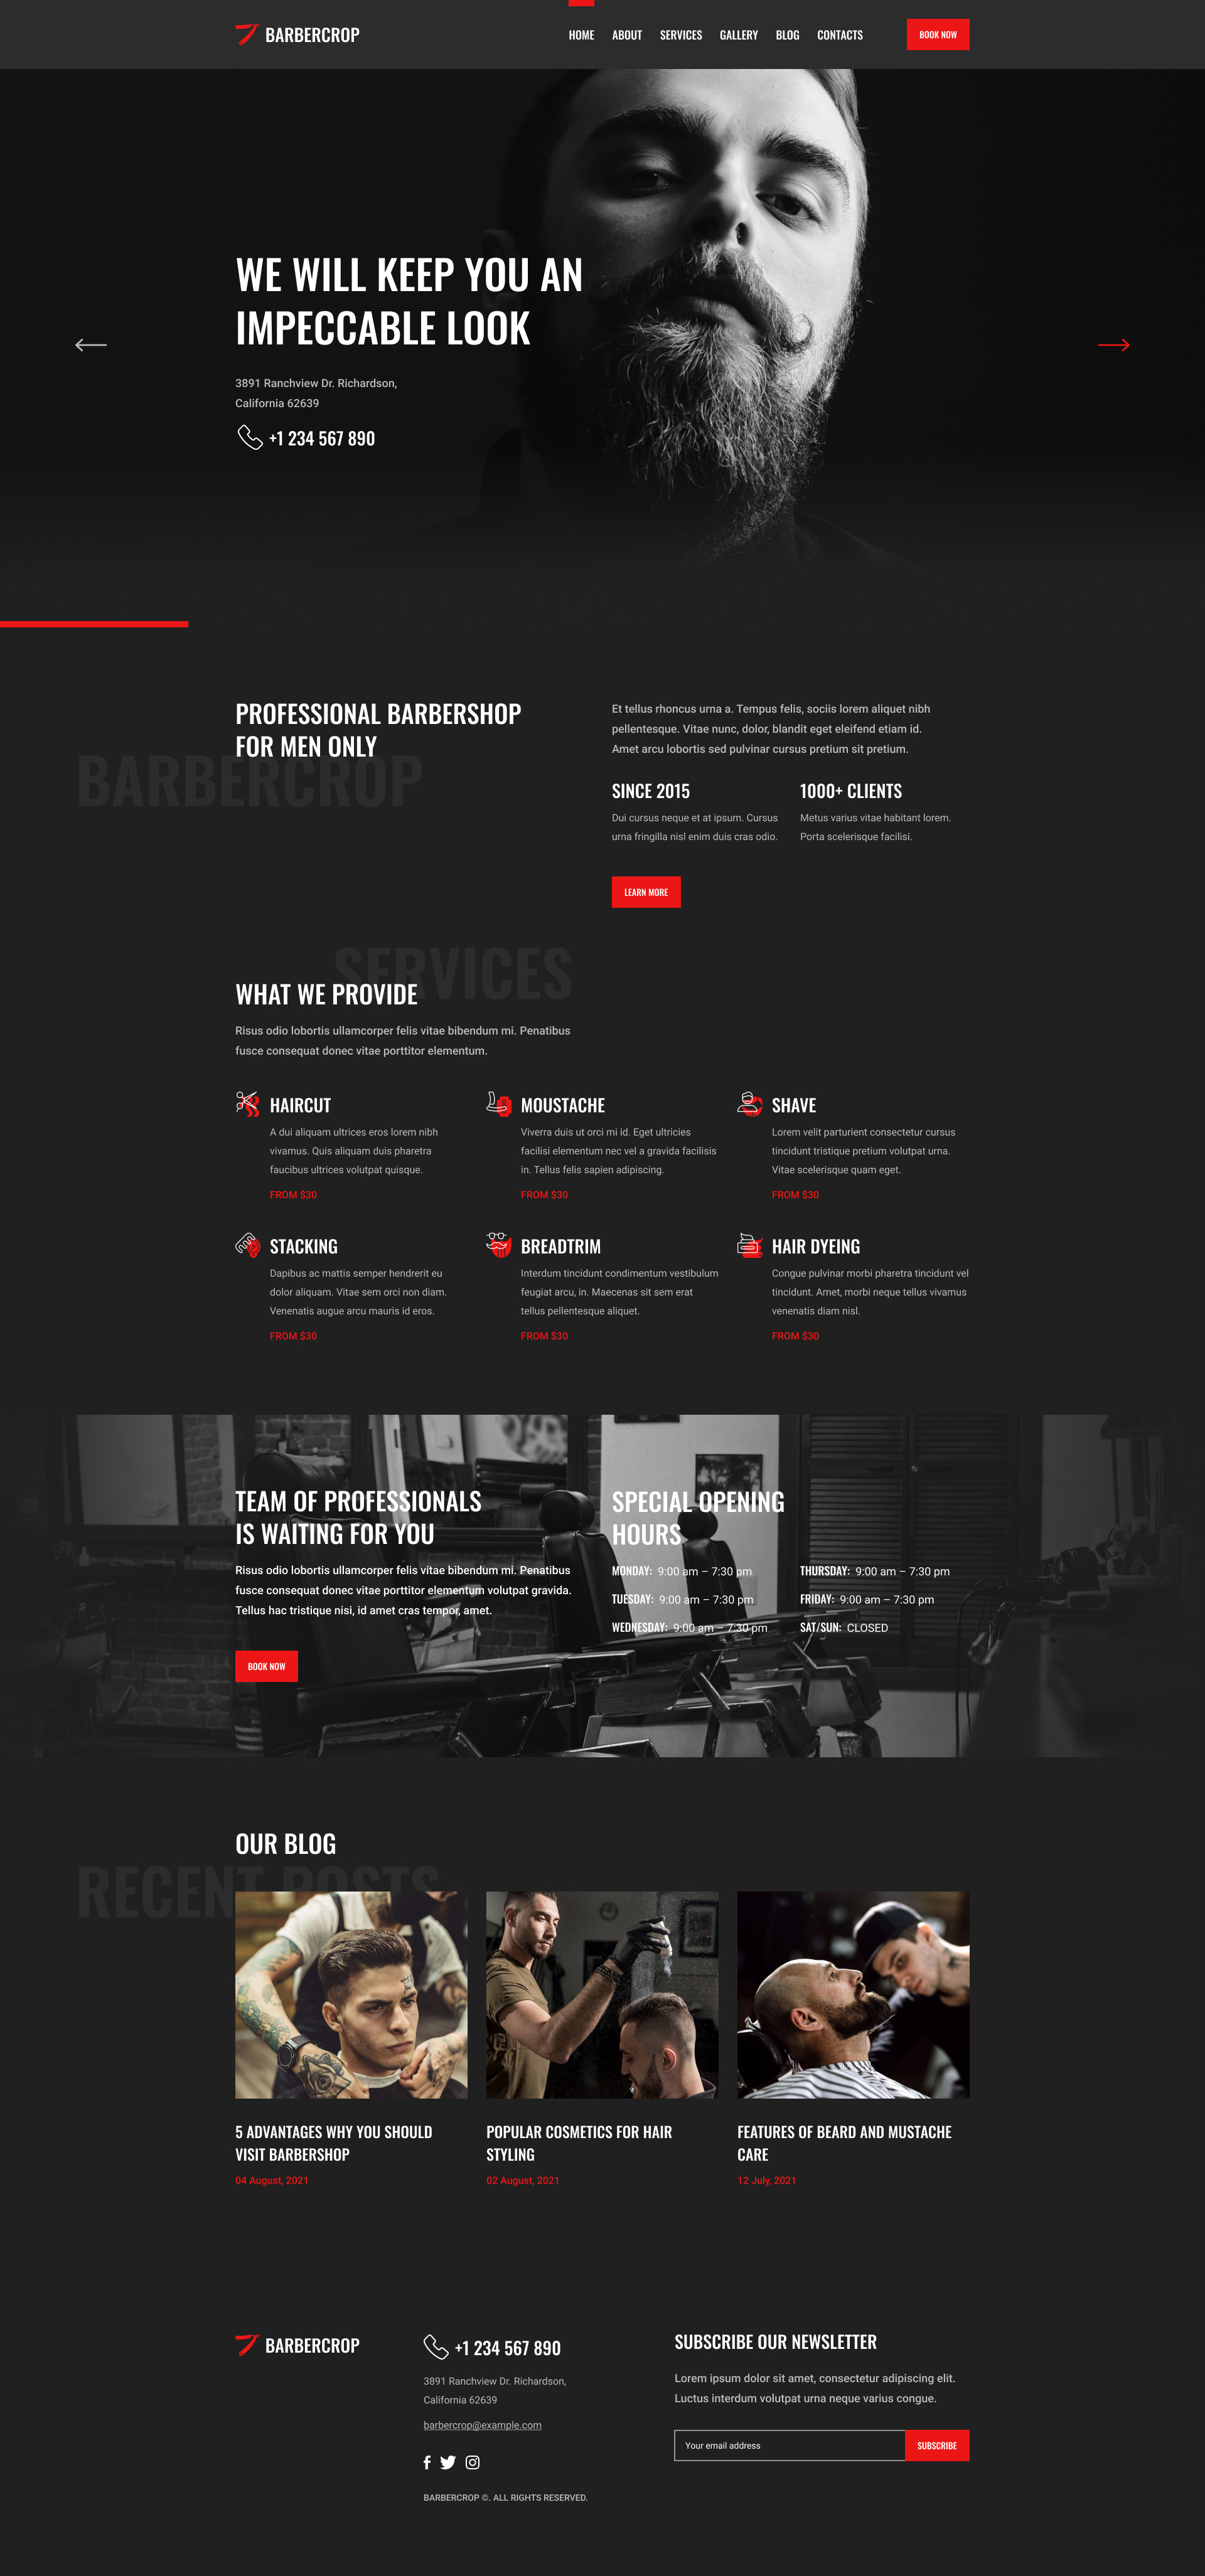 BARBERCROP
HOME ABOUT SERVICES GALLERY BLOG CONTACTS
BOOK NOW
WE WILL KEEP YOU AN
IMPECCABLE LOOK
3891 Ranchview Dr. Richardson,
California 62639
+1 234 567 890
PROFESSIONAL BARBERSHOP
FOR MEN ONLY
BARBERCROP
Et tellus rhoncus urna a. Tempus felis, sociis lorem aliquet nibh
pellentesque. Vitae nunc, dolor, blandit eget eleifend etiam id.
Amet arcu lobortis sed pulvinar cursus pretium sit pretium.
SINCE 2015
Dui cursus neque et at ipsum. Cursus
urna fringilla nisl enim duis cras odio.
1000+ CLIENTS
Metus varius vitae habitant lorem.
Porta scelerisque facilisi.
LEARN MORE
SERVICES
WHAT WE PROVIDE
Risus odio lobortis ullamcorper felis vitae bibendum mi. Penatibus
fusce consequat donec vitae porttitor elementum.
HAIRCUT
A dui aliquam ultrices eros lorem nibh
vivamus. Quis aliquam duis pharetra
faucibus ultrices volutpat quisque.
FROM $30
MOUSTACHE
Viverra duis ut orci mi id. Eget ultricies
facilisi elementum nec vel a gravida facilisis
in. Tellus felis sapien adipiscing.
FROM $30
SHAVE
Lorem velit parturient consectetur cursus
tincidunt tristique pretium volutpat urna.
Vitae scelerisque quam eget.
FROM $30
STACKING
Dapibus ac mattis semper hendrerit eu
dolor aliquam. Vitae sem orci non diam.
Venenatis augue arcu mauris id eros.
FROM $30
BREADTRIM
Interdum tincidunt condimentum vestibulum
feugiat arcu, in. Maecenas sit sem erat
tellus pellentesque aliquet.
FROM $30
HAIR DYEING
Congue pulvinar morbi pharetra tincidunt vel
tincidunt. Amet, morbi neque tellus vivamus
venenatis diam nisl.
FROM $30
TEAM OF PROFESSIONALS
IS WAITING FOR YOU
Risus odio lobortis ullamcorper felis vitae bibendum mi. Penatibus
fusce consequat donec vitae porttitor elementum volutpat gravida.
Tellus hac tristique nisi, id amet cras tempor, amet.
BOOK NOW
SPECIAL OPENING
HOURS
MONDAY: 9:00 am – 7:30 pm
TUESDAY: 9:00 am – 7:30 pm
WEDNESDAY: 9:00 am – 7:30 pm
THURSDAY: 9:00 am – 7:30 pm
FRIDAY: 9:00 am – 7:30 pm
SAT/SUN: CLOSED
OUR BLOG
RECENT POSTS
5 ADVANTAGES WHY YOU SHOULD
VISIT BARBERSHOP
04 August, 2021
POPULAR COSMETICS FOR HAIR
STYLING
02 August, 2021
FEATURES OF BEARD AND MUSTACHE
CARE
12 July, 2021
BARBERCROP
+1 234 567 890
3891 Ranchview Dr. Richardson,
California 62639
barbercrop@example.com
BARBERCROP ©. ALL RIGHTS RESERVED.
SUBSCRIBE OUR NEWSLETTER
Lorem ipsum dolor sit amet, consectetur adipiscing elit.
Luctus interdum volutpat urna neque varius congue.
Your email address
SUBSCRIBE